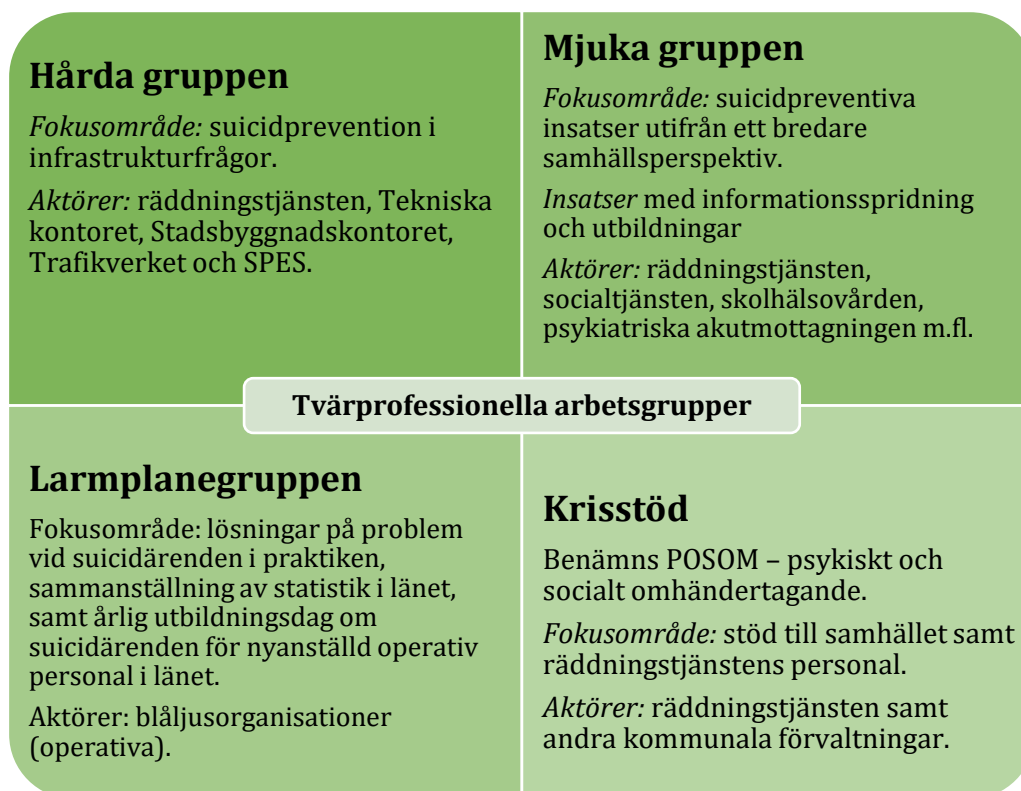 Hårda gruppen
Fokusområde: suicidprevention i
infrastrukturfrågor.
Aktörer: räddningstjänsten, Tekniska
kontoret, Stadsbyggnadskontoret,
Trafikverket och SPES.
Mjuka gruppen
Fokusområde: suicidpreventiva
insatser utifrån ett bredare
samhällsperspektiv.
Insatser med informationsspridning
och utbildningar
Aktörer: räddningstjänsten,
socialtjänsten, skolhälsovården,
psykiatriska akutmottagningen m.fl.
Tvärprofessionella arbetsgrupper
Larmplanegruppen
Fokusområde: lösningar på problem
vid suicidärenden i praktiken,
sammanställning av statistik i länet,
samt årlig utbildningsdag om
suicidärenden för nyanställd operativ
personal i länet.
Aktörer: blåljusorganisationer
(operativa).
Krisstöd
Benämns POSOM – psykiskt och
socialt omhändertagande.
Fokusområde: stöd till samhället samt
räddningstjänstens personal.
Aktörer: räddningstjänsten samt
andra kommunala förvaltningar.